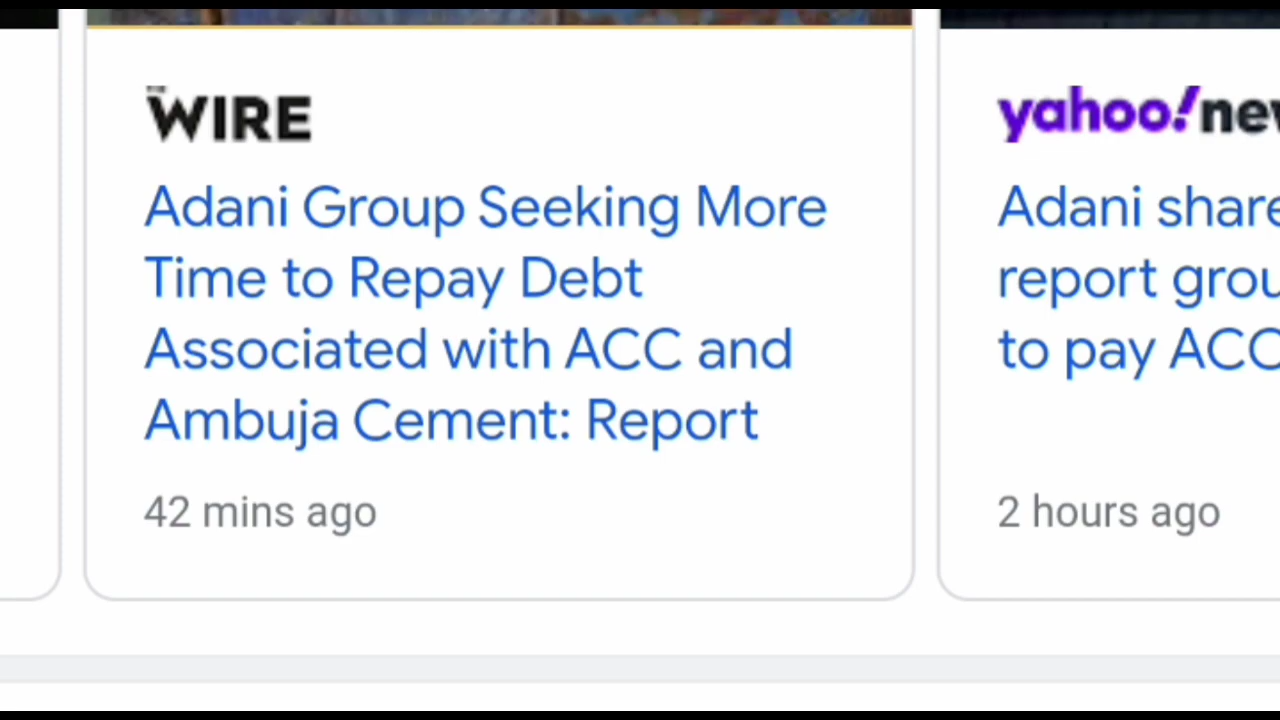 THE
WIRE
Adani Group Seeking More
Time to Repay Debt
Associated with ACC and
Ambuja Cement: Report
42 mins ago
yahoo!
Adani
report
to pay
2 hours ago